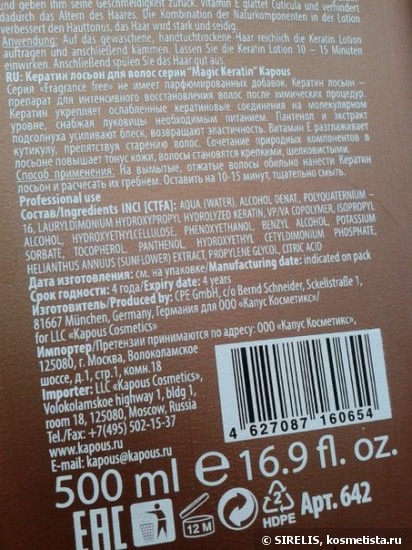 dem Haar seine Geschmeidigkeit zurück. Vitamin E glättet Cuticula und verhindert
dadurch das Altern des Haares. Die Kombination der Naturkomponenten in der Lotion
verbessert den Hauttonus, das Haar wird stark und seidig.
Anwendung: Auf das gewaschene, handtuchtrockene Haar reichlich die Keratin Lotion
auftragen und anschließend kämmen. Lassen Sie die Keratin Lotion 10 – 15 Minuten
einwirken. Anschließend spülen Sie das Haar gut aus.
RU: Кератин лосьон для волос серии "Magic Keratin" Kapous
Серия «Fragrance free» не имеет парфюмированных добавок. Кератин лосьон –
препарат для интенсивного восстановления волос после химических процедур.
Кератин укрепляет ослабленные кератиновые соединения на молекулярном
уровне, снабжая луковицы необходимым питанием. Пантенол и экстракт
подсолнуха усиливают блеск, возвращают эластичность. Витамин Е разглаживает
кутикулу, препятствуя старению волос. Сочетание природных компонентов в
лосьоне повышает тонус кожи, волосы становятся крепкими, шелковистыми.
Способ применения: На вымытые, отжатые волосы обильно нанести Кератин
лосьон и расчесать их гребнем. Оставить на 10-15 минут, тщательно смыть.
Professional use
Состав/Ingredients INCI (CTFA): AQUA (WATER), ALCOHOL DENAT., POLYQUATERNIUM –
16, LAURYLDIMONIUM HYDROXYPROPYL HYDROLYZED KERATIN, VP/VA COPOLYMER, ISOPROPYL
ALCOHOL, HYDROXYETHYLCELLULOSE, PHENOXYETHANOL, BENZYL ALCOHOL, POTASSIUM
SORBATE, TOCOPHEROL, PANTHENOL, HYDROXYETHYL CETYLDIMONIUM PHOSPHATE,
HELIANTHUS ANNUUS (SUNFLOWER) EXTRACT, PROPYLENE GLYCOL, CITRIC ACID
Дата изготовления: см. на упаковке/Manufacturing date: indicated on pack
Срок годности: 4 года/Expiry date: 4 years
Изготовитель/Produced by: CPE GmbH, c/o Bernd Schneider, Sckellstraße 1,
81667 München, Germany, Германия для ООО «Капус Косметикс»/
for LLC «Kapous Cosmetics»
Импортер/Претензии принимаются по адресу: ООО «Капус Косметикс»,
125080, г. Москва, Волоколамское
шоссе, д.1, стр.1, комн.18
Importer: LLC «Kapous Cosmetics»,
Volokolamskoe highway 1, bldg 1,
room 18, 125080, Moscow, Russia
Tel./Fax: +7(495) 502-15-37
www.kapous.ru
E-mail: kapous@kapous.ru
4 627087 160654
500 ml e 16.9 fl. oz.
EAC 12 M 2 HDPE Арт. 642
© SIRELIS, kosmetista.ru